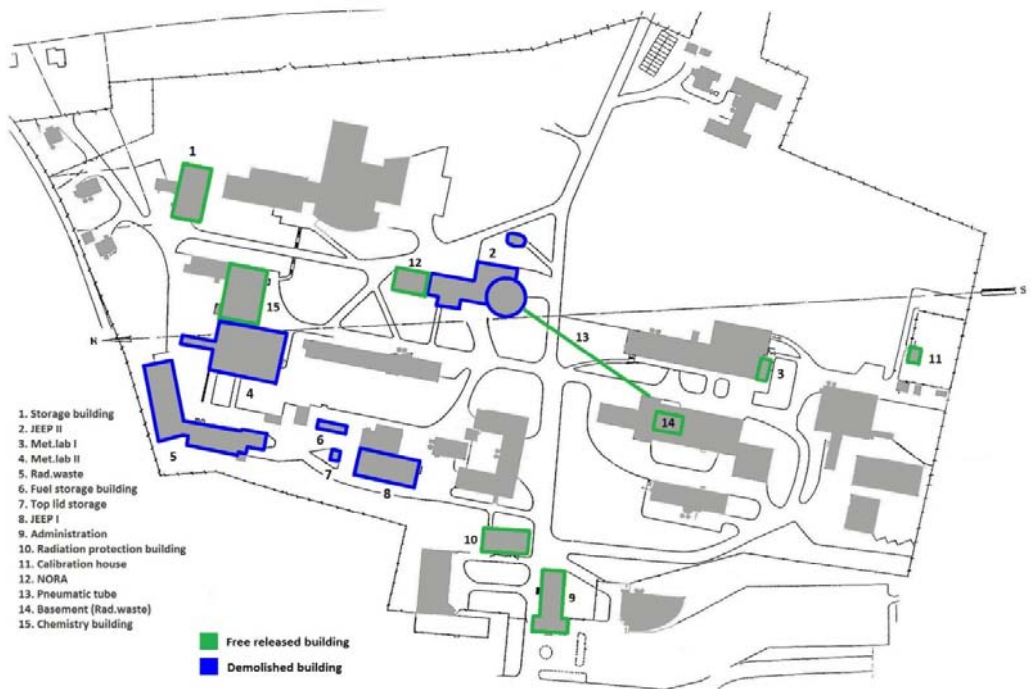 1
2
12
15
13
N
S
11
3
4
14
5
6
7
8
10
9
1. Storage building
2. JEEP II
3. Met.lab I
4. Met.lab II
5. Rad.waste
6. Fuel storage building
7. Top lid storage
8. JEEP I
9. Administration
10. Radiation protection building
11. Calibration house
12. NORA
13. Pneumatic tube
14. Basement (Rad.waste)
15. Chemistry building
Free released building
Demolished building